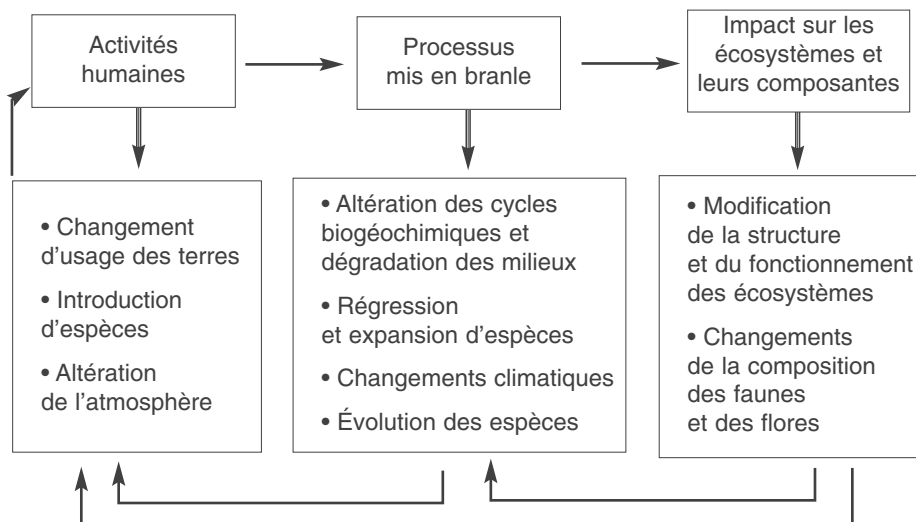 Activités
humaines
Processus
mis en branle
Impact sur les
écosystèmes et
leurs composantes
• Changement
d’usage des terres
• Introduction
d’espèces
• Altération
de l’atmosphère
• Altération des cycles
biogéochimiques et
dégradation des milieux
• Régression
et expansion d’espèces
• Changements climatiques
• Évolution des espèces
• Modification
de la structure
et du fonctionnement
des écosystèmes
• Changements
de la composition
des faunes
et des flores